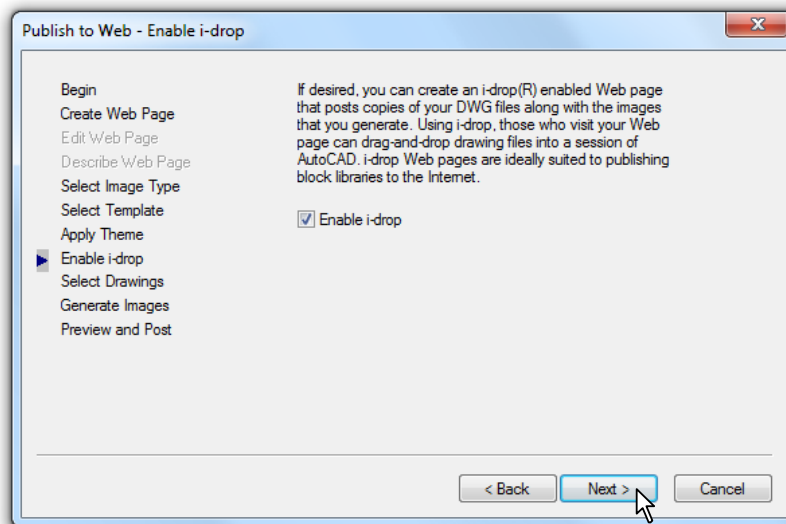 Publish to Web - Enable i-drop
Begin
Create Web Page
Edit Web Page
Describe Web Page
Select Image Type
Select Template
Apply Theme
Enable i-drop
Select Drawings
Generate Images
Preview and Post
If desired, you can create an i-drop(R) enabled Web page
that posts copies of your DWG files along with the images
that you generate. Using i-drop, those who visit your Web
page can drag-and-drop drawing files into a session of
AutoCAD. i-drop Web pages are ideally suited to publishing
block libraries to the Internet.
Enable i-drop
< Back
Next >
Cancel